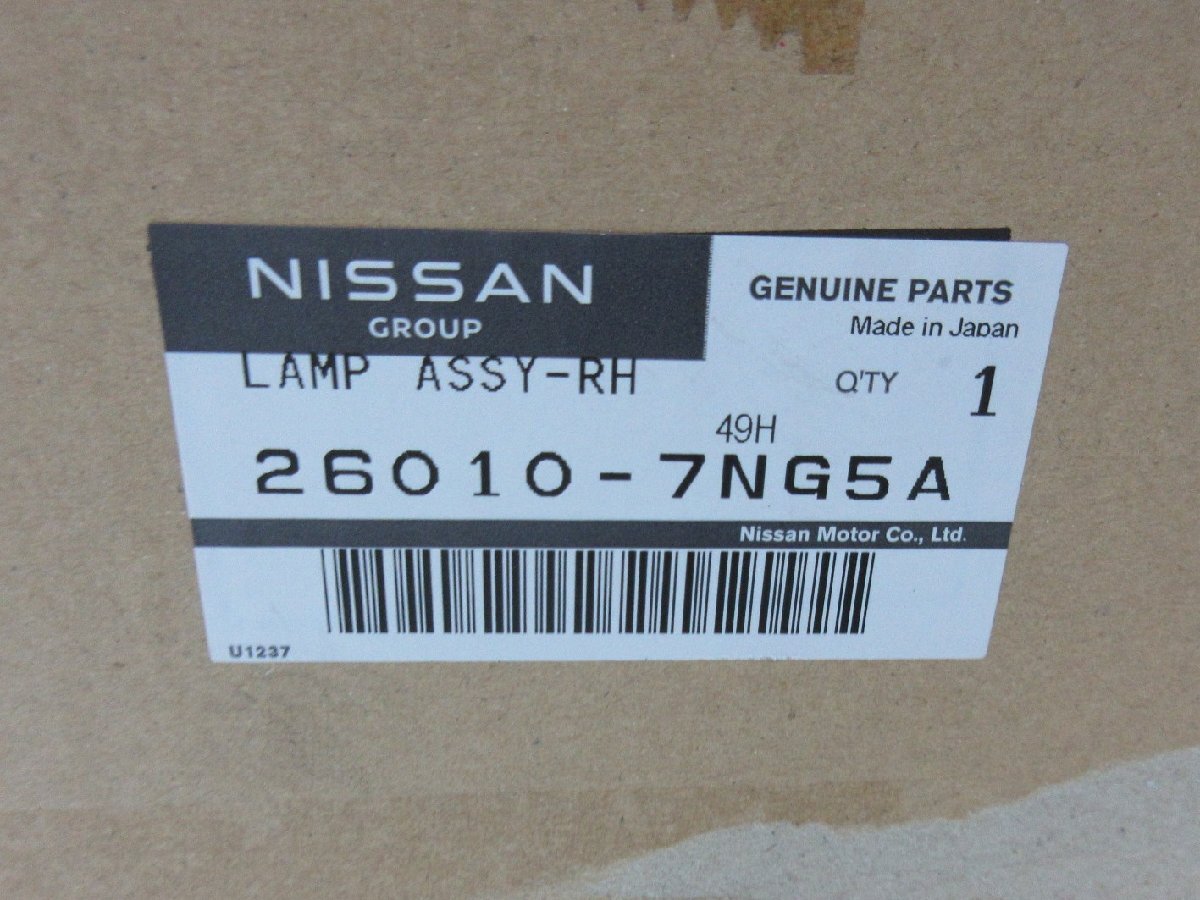 NISSAN
GROUP
GENUINE PARTS
Made in Japan
LAMP ASSY-RH
Q'TY 1
49H
26010-7NG5A
Nissan Motor Co., Ltd.
U1237